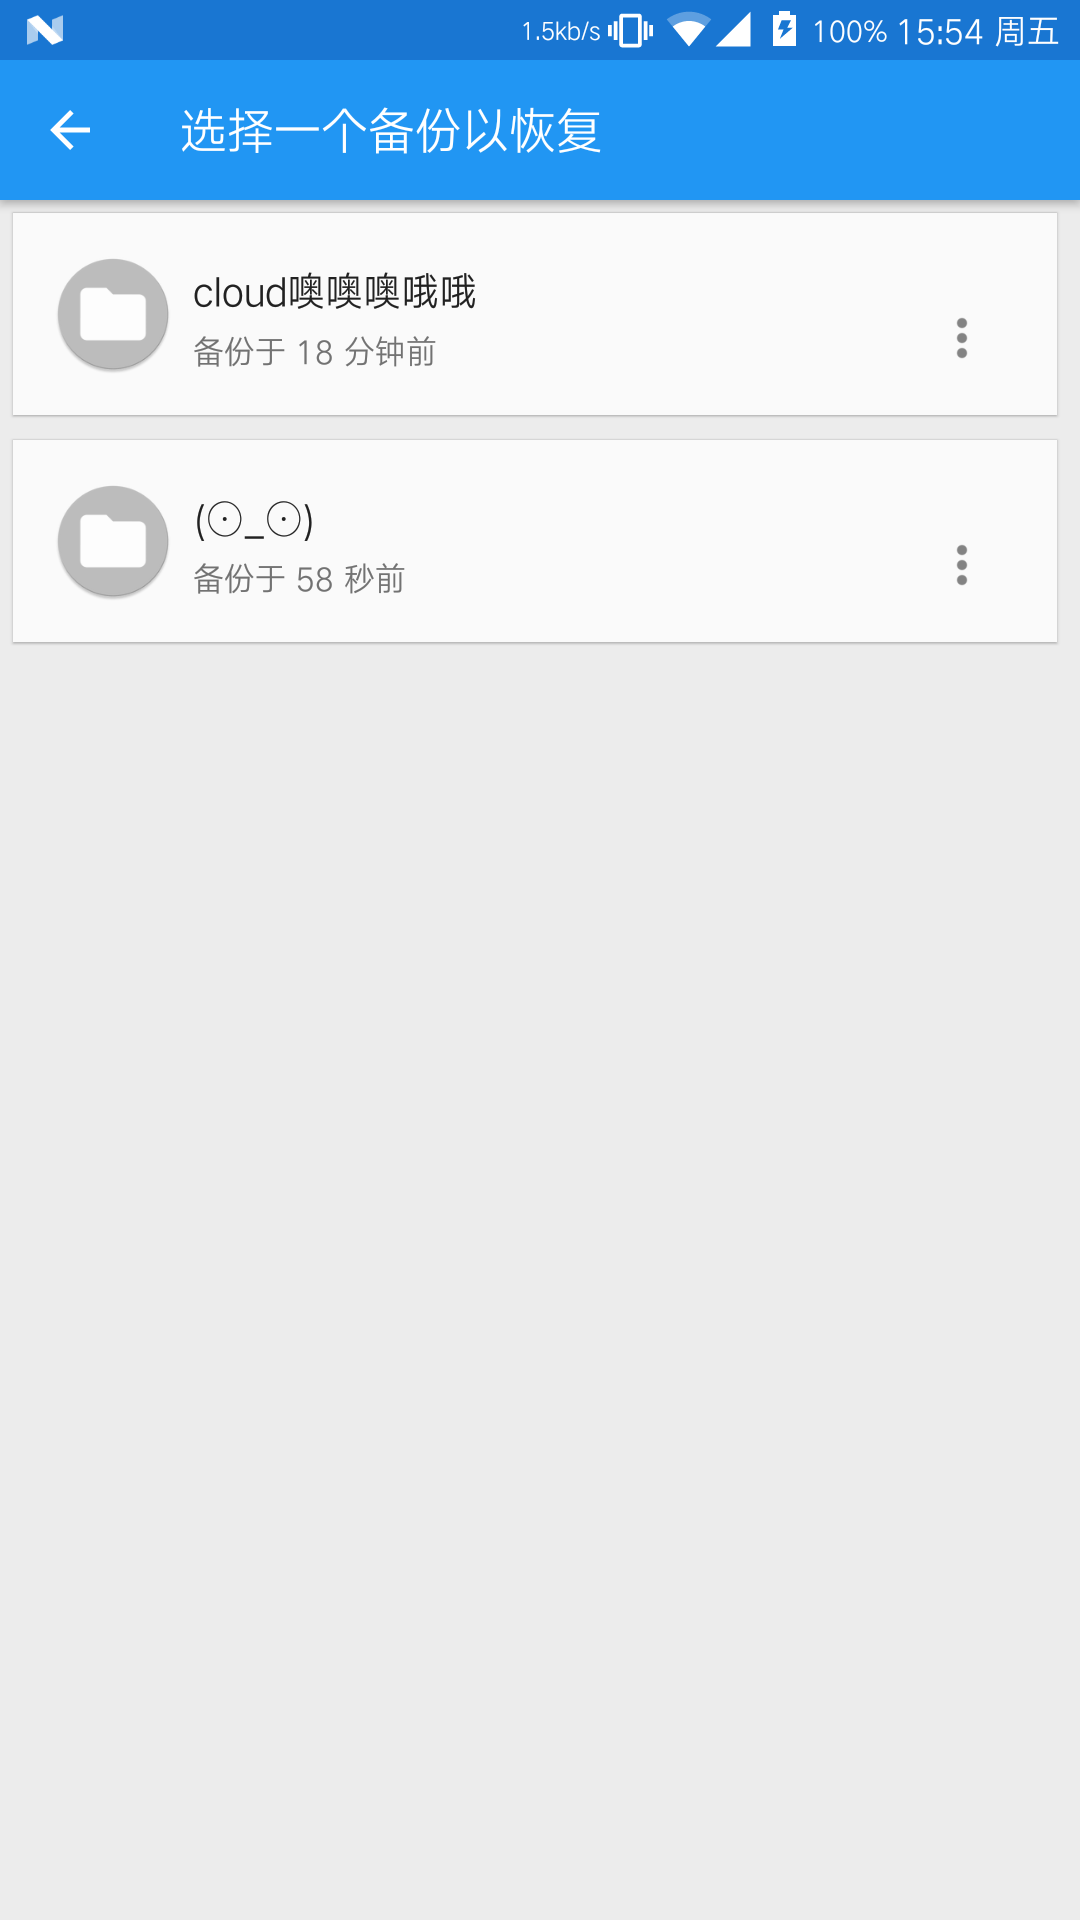 1.5kb/s 100% 15:54 周五
选择一个备份以恢复
cloud噢噢噢哦哦
备份于 18 分钟前
(⊙_⊙)
备份于 58 秒前